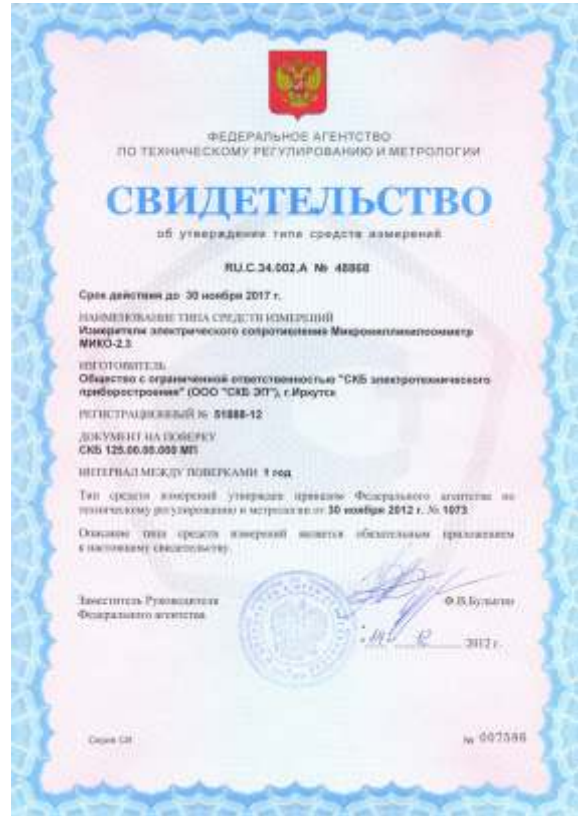 ФЕДЕРАЛЬНОЕ АГЕНТСТВО
ПО ТЕХНИЧЕСКОМУ РЕГУЛИРОВАНИЮ И МЕТРОЛОГИИ
СВИДЕТЕЛЬСТВО
об утверждении типа средств измерений
RU.C.34.002.A № 48868
Срок действия до 30 ноября 2017 г.
НАИМЕНОВАНИЕ ТИПА СРЕДСТВ ИЗМЕРЕНИЙ
Измерители электрического сопротивления Микромилликилоомметр
МИКО-2.3
ИЗГОТОВИТЕЛЬ
Общество с ограниченной ответственностью "СКБ электротехнического
приборостроения" (ООО "СКБ ЭП"), г.Иркутск
РЕГИСТРАЦИОННЫЙ № 51888-12
ДОКУМЕНТ НА ПОВЕРКУ
СКБ 125.00.00.000 МП
ИНТЕРВАЛ МЕЖДУ ПОВЕРКАМИ 1 год
Тип средств измерений утвержден приказом Федерального агентства по
техническому регулированию и метрологии от 30 ноября 2012 г. № 1073
Описание типа средств измерений является обязательным приложением
к настоящему свидетельству.
Заместитель Руководителя
Ф.В.Булыгин
Федерального агентства
2012 г.
Серия СИ
№ 007586